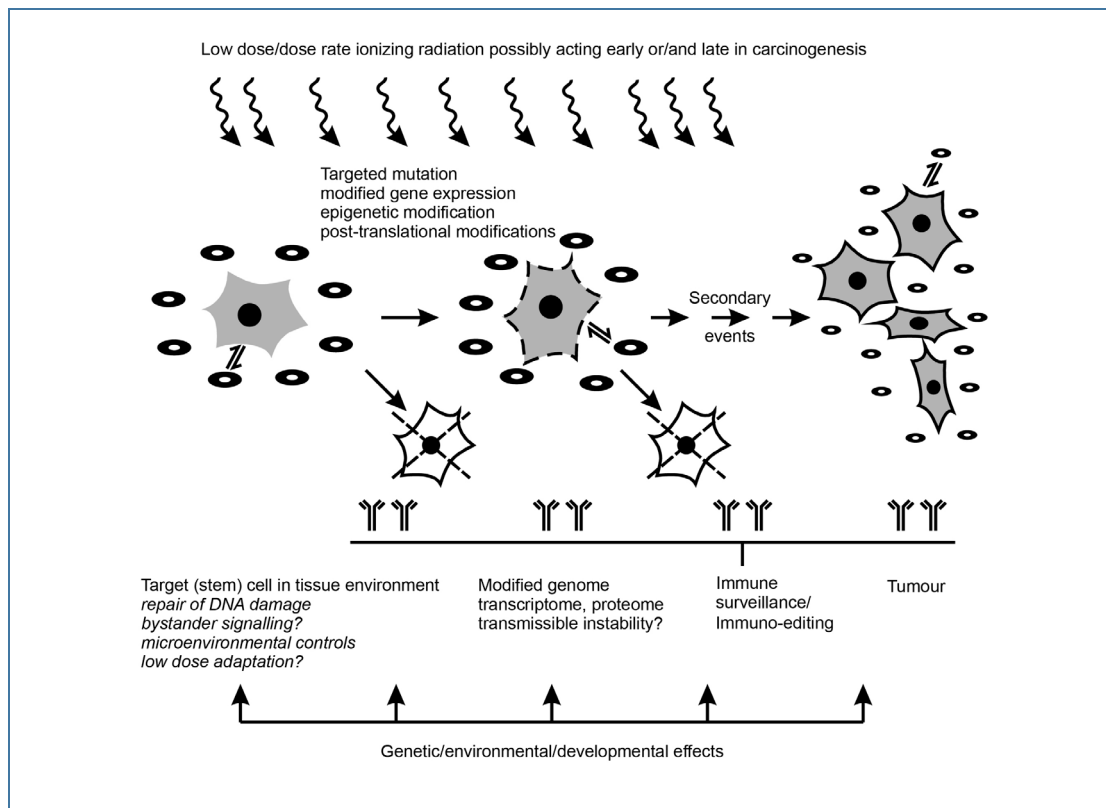 Low dose/dose rate ionizing radiation possibly acting early or/and late in carcinogenesis
Targeted mutation
modified gene expression
epigenetic modification
post-translational modifications
Secondary
events
Target (stem) cell in tissue environment
repair of DNA damage
bystander signalling?
microenvironmental controls
low dose adaptation?
Modified genome
transcriptome, proteome
transmissible instability?
Immune
surveillance/
Immuno-editing
Tumour
Genetic/environmental/developmental effects